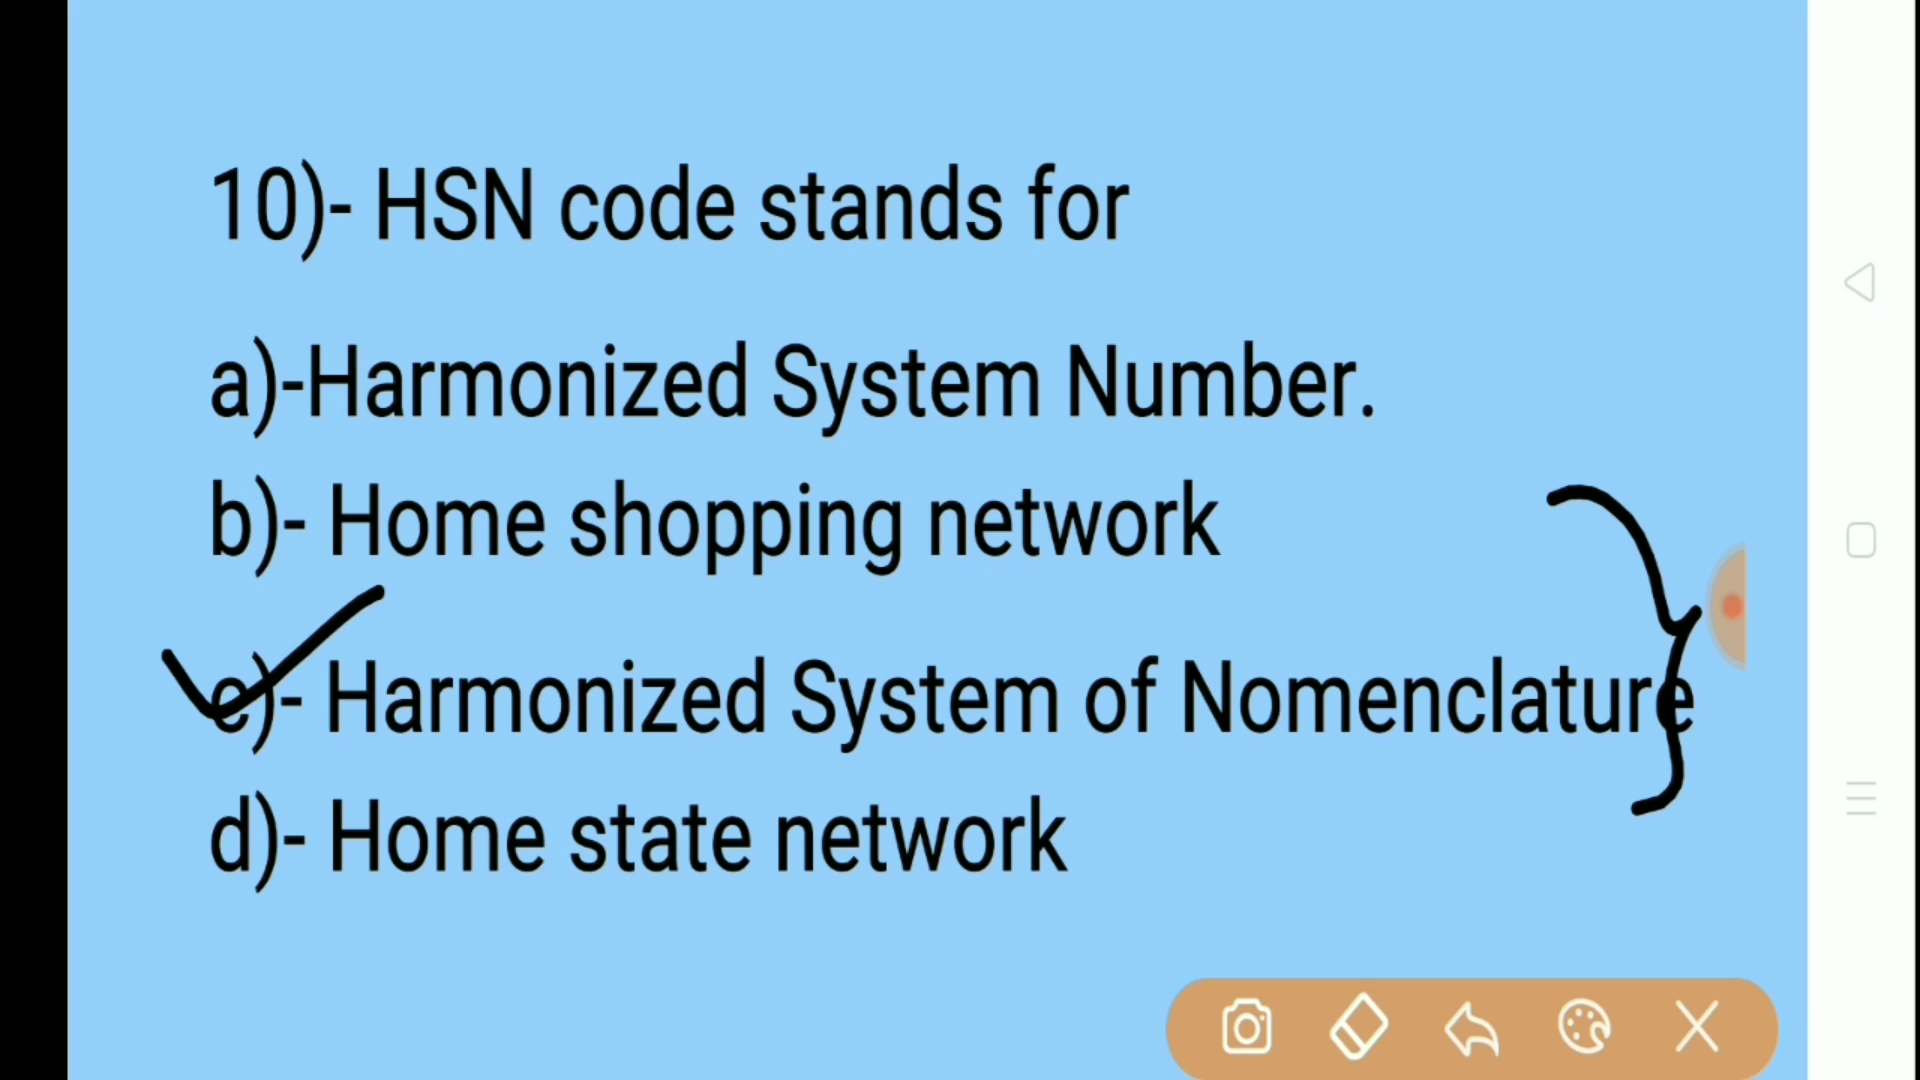 10)- HSN code stands for
a)-Harmonized System Number.
b)- Home shopping network
c)- Harmonized System of Nomenclature
d)- Home state network